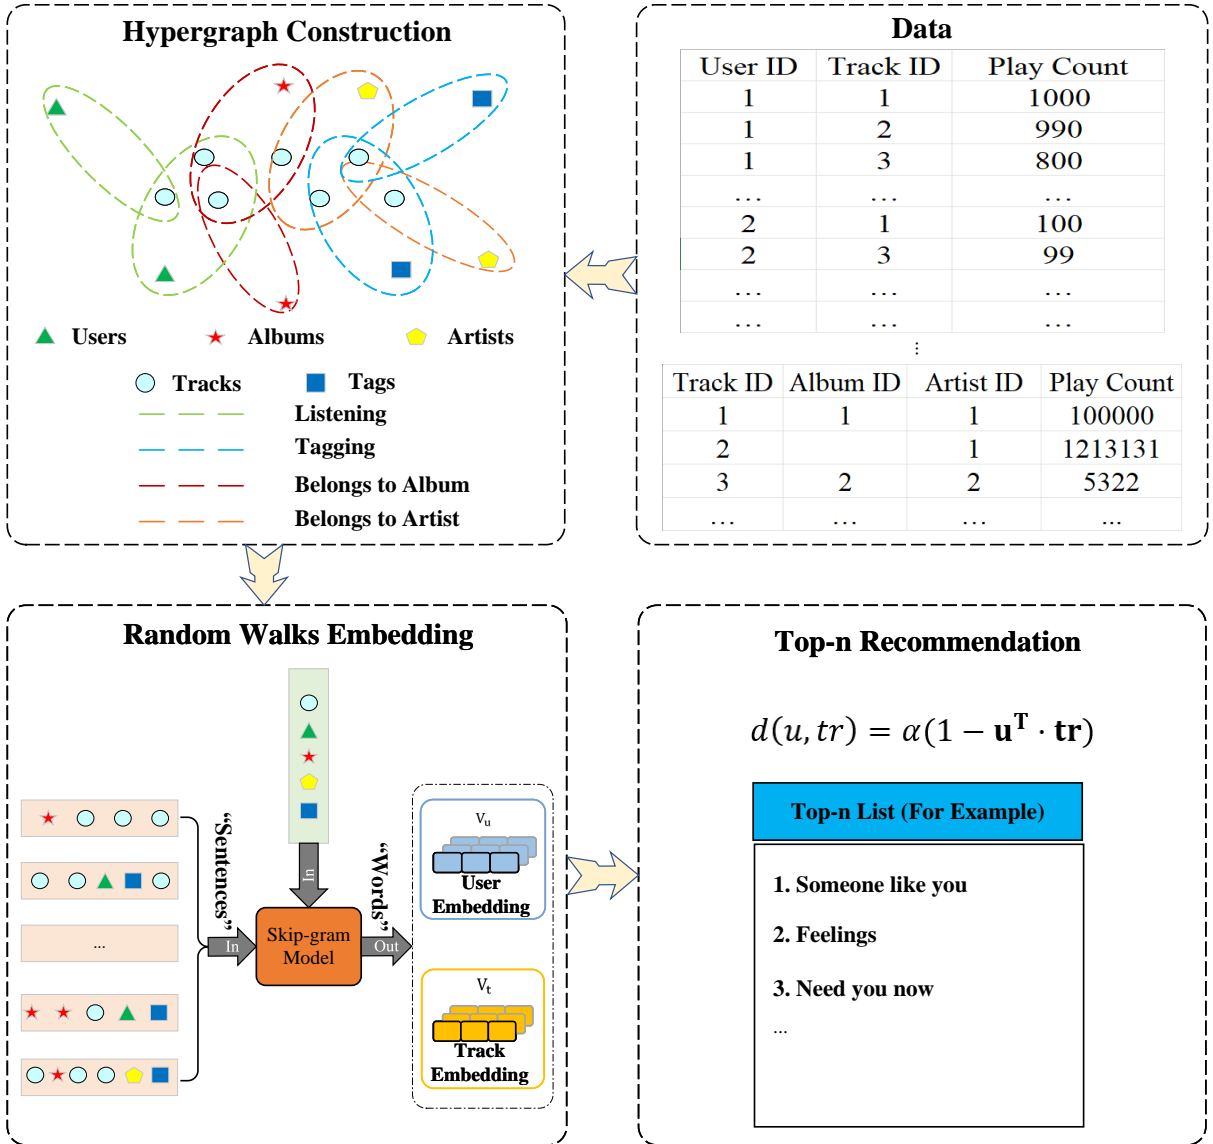 Hypergraph Construction
Users Albums Artists
Tracks Tags
Listening
Tagging
Belongs to Album
Belongs to Artist
Data
User ID Track ID Play Count
1 1 1000
1 2 990
1 3 800
... ... ...
2 1 100
2 3 99
... ... ...
... ... ...
⋮
Track ID Album ID Artist ID Play Count
1 1 1 100000
2 1 1213131
3 2 2 5322
... ... ... ...
Random Walks Embedding
...
“Sentences”
In
In
Skip-gram
Model
“Words”
Out
V_u
User
Embedding
V_t
Track
Embedding
Top-n Recommendation
d(u, tr) = α(1 − u^T · tr)
Top-n List (For Example)
1. Someone like you
2. Feelings
3. Need you now
...